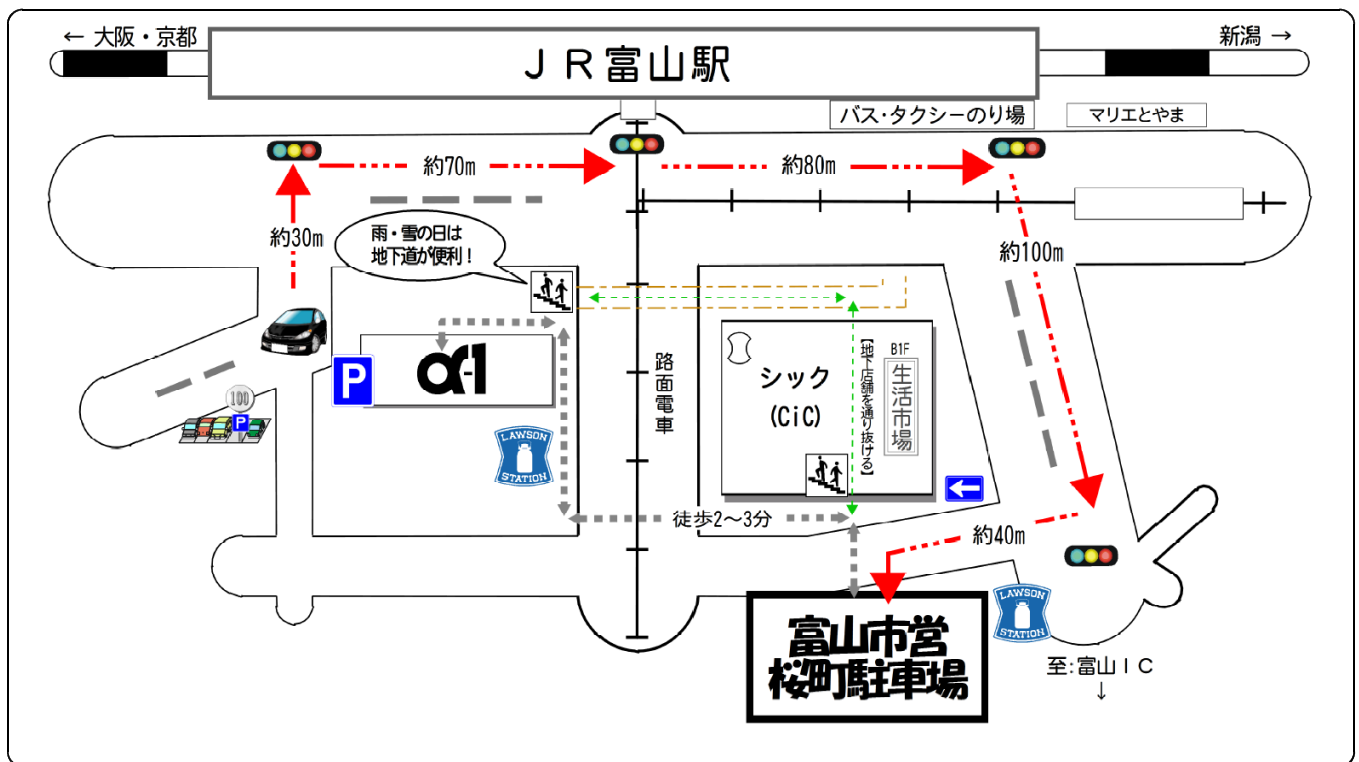 ← 大阪・京都
新潟 →
ＪＲ富山駅
バス・タクシーのり場
マリエとやま
約70m
約80m
約30m
雨・雪の日は
地下道が便利！
約100m
P
α-1
100
P
LAWSON
STATION
路面電車
シック
(CiC)
【地下店舗を通り抜ける】
B1F
生活市場
←
徒歩2～3分
約40m
富山市営
桜町駐車場
LAWSON
STATION
至:富山ＩＣ
↓